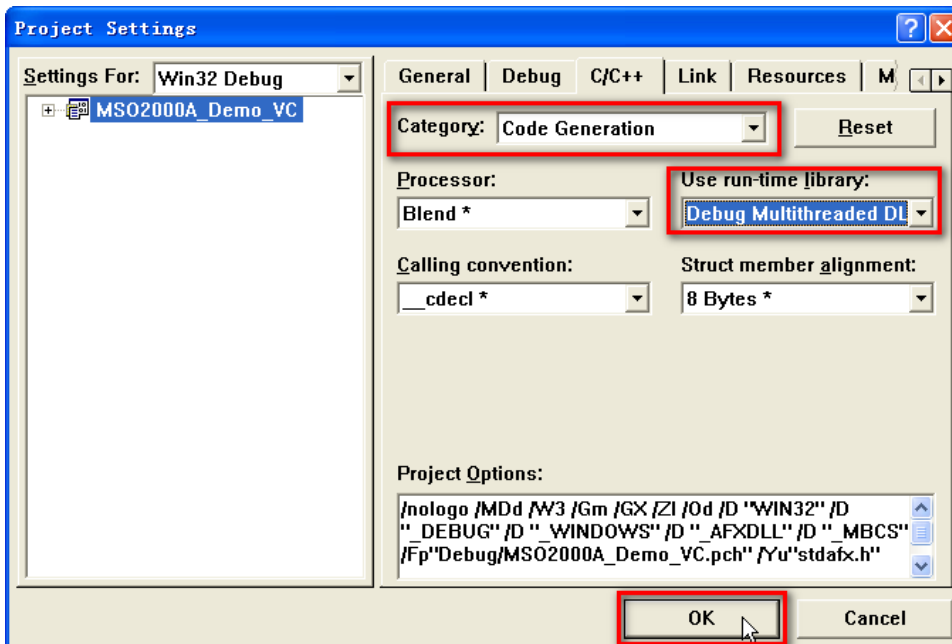 Project Settings
Settings For: Win32 Debug
MSO2000A_Demo_VC
General Debug C/C++ Link Resources M
Category: Code Generation
Reset
Processor: Use run-time library:
Blend * Debug Multithreaded DL
Calling convention: Struct member alignment:
__cdecl * 8 Bytes *
Project Options:
/nologo /MDd /W3 /Gm /GX /ZI /Od /D "WIN32" /D
"_DEBUG" /D "_WINDOWS" /D "_AFXDLL" /D "_MBCS"
/Fp"Debug/MSO2000A_Demo_VC.pch" /Yu"stdafx.h"
OK Cancel